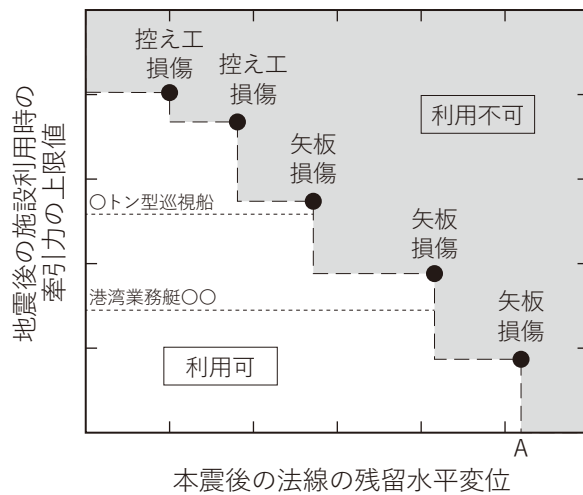 控え工
損傷
控え工
損傷
利用不可
矢板
損傷
○トン型巡視船
矢板
損傷
港湾業務艇○○
矢板
損傷
利用可
A
地震後の施設利用時の
牽引力の上限値
本震後の法線の残留水平変位